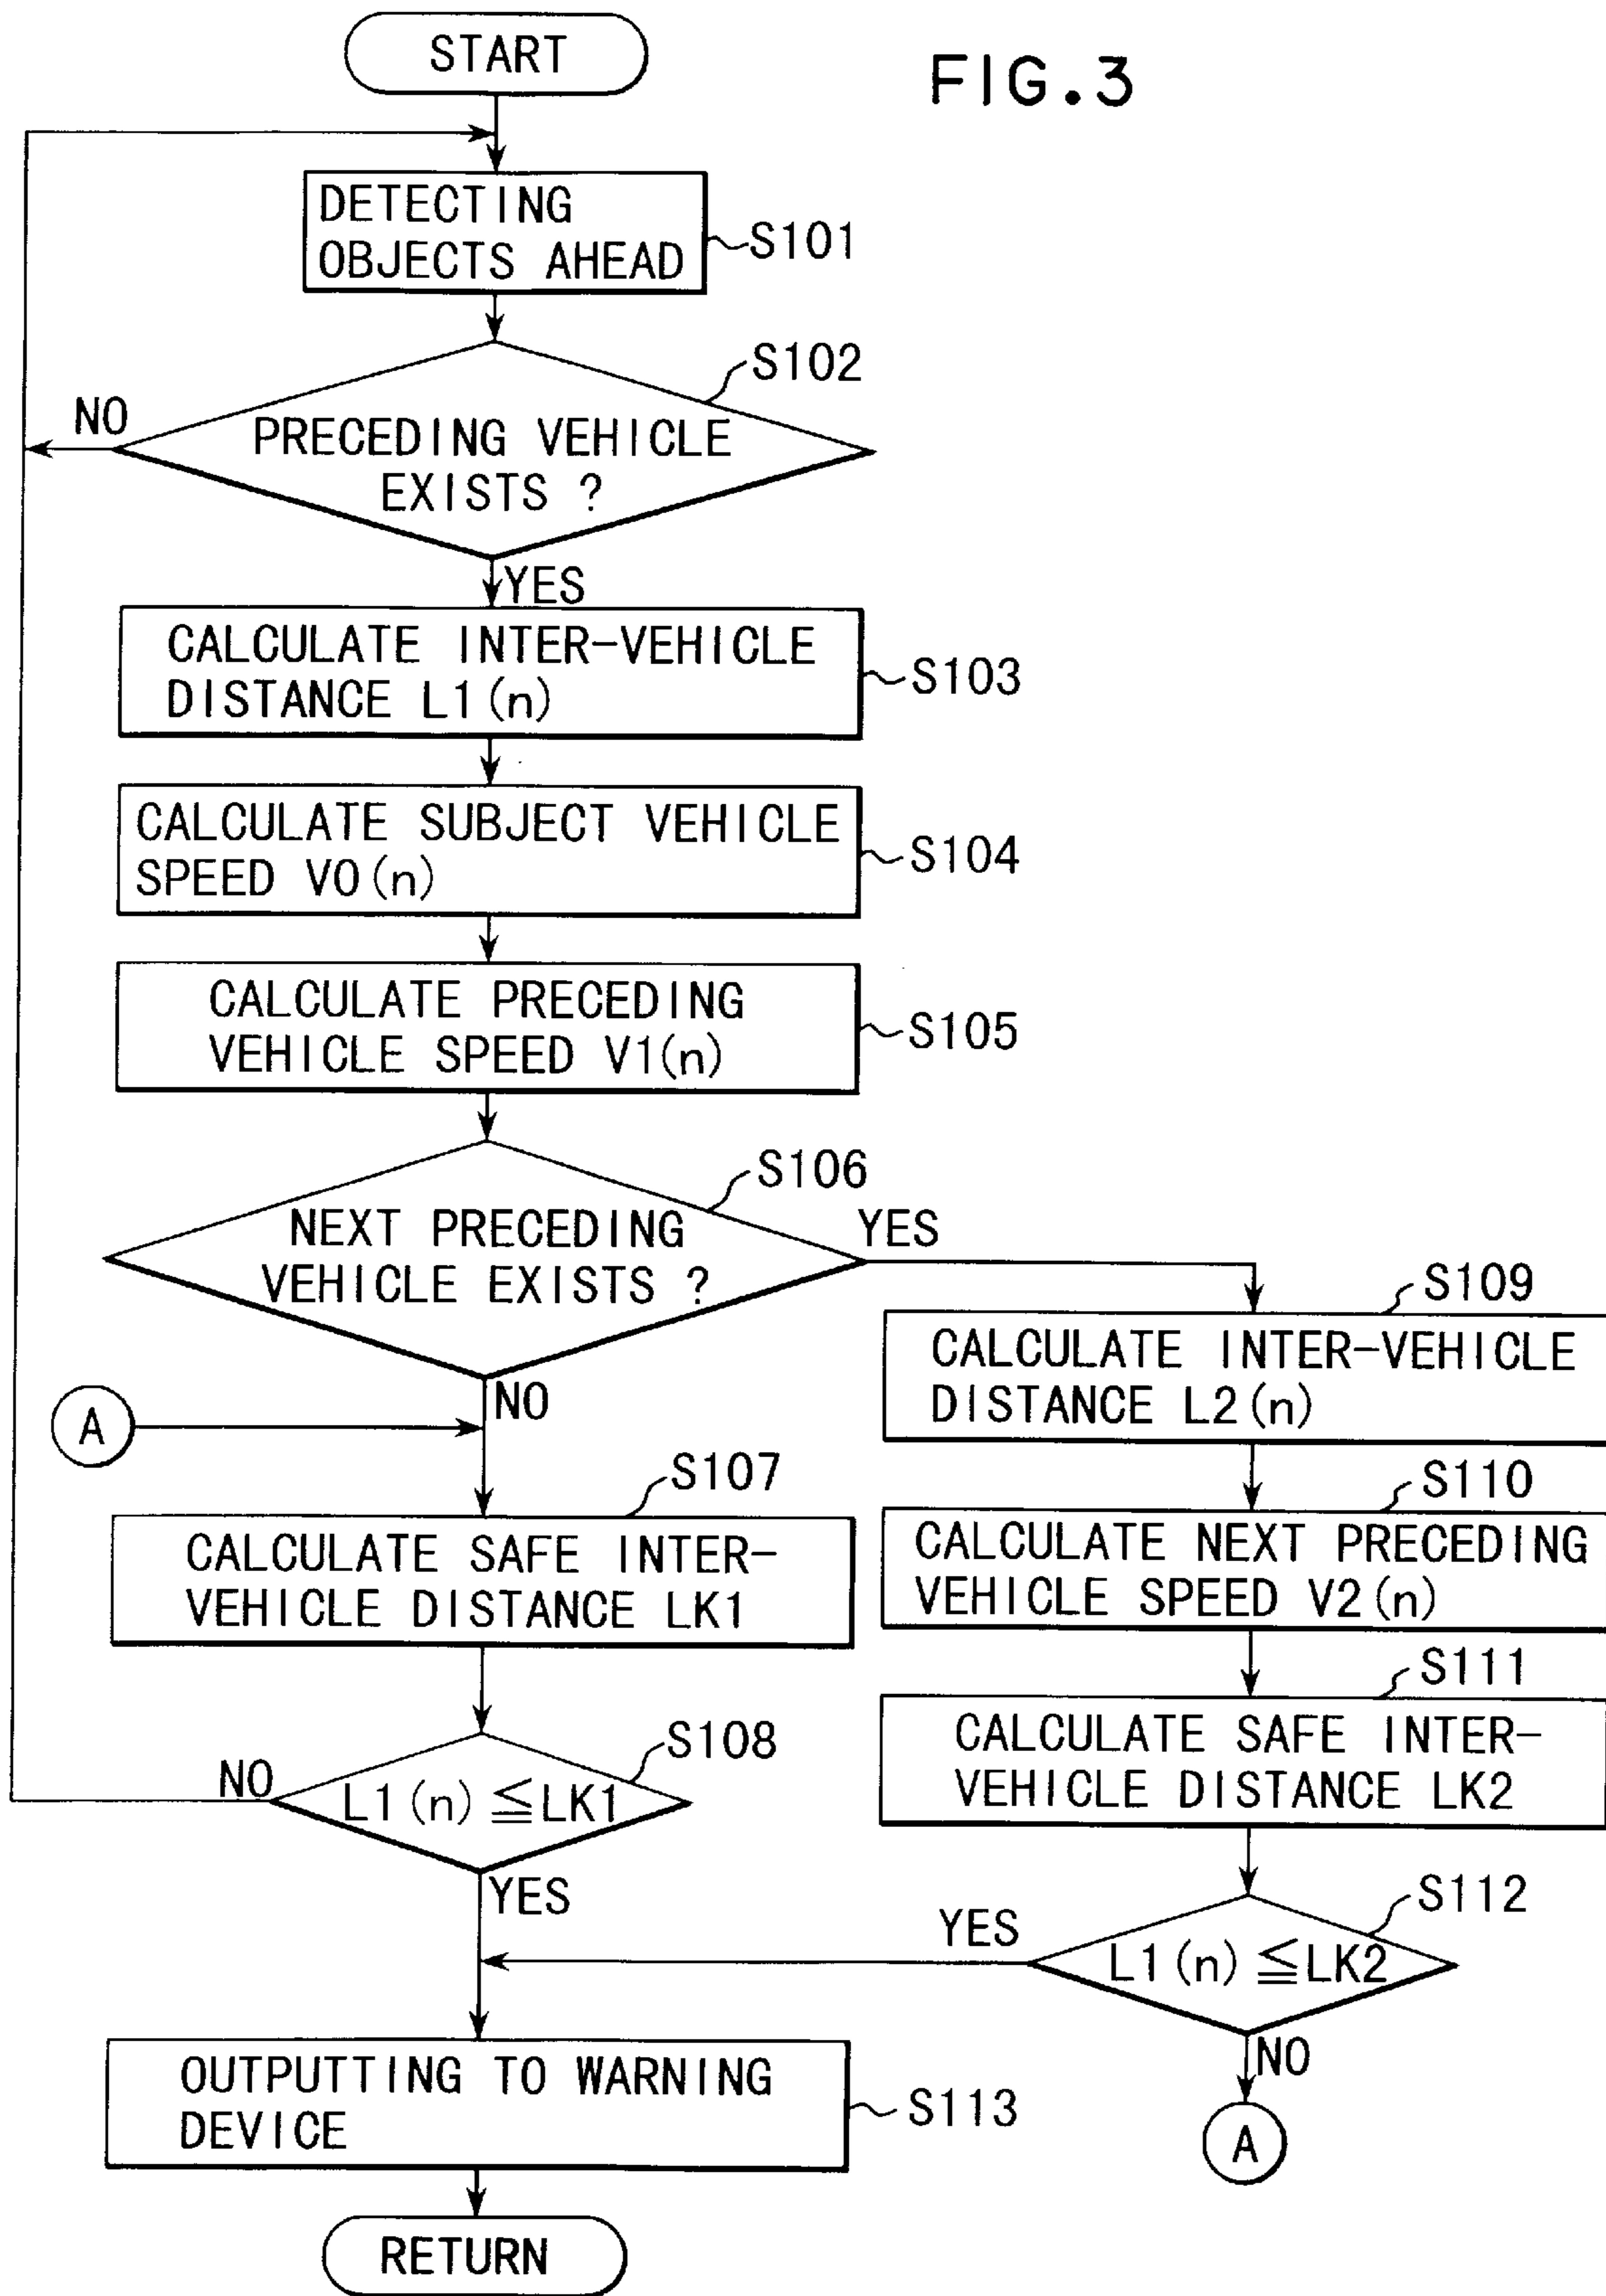 START
FIG.3
DETECTING
OBJECTS AHEAD
S101
S102
NO
PRECEDING VEHICLE
EXISTS ?
YES
CALCULATE INTER-VEHICLE
DISTANCE L1(n)
S103
CALCULATE SUBJECT VEHICLE
SPEED V0(n)
S104
CALCULATE PRECEDING
VEHICLE SPEED V1(n)
S105
S106
NEXT PRECEDING
VEHICLE EXISTS ?
YES
NO
A
S107
CALCULATE SAFE INTER-
VEHICLE DISTANCE LK1
S108
NO
L1(n)≦LK1
YES
S109
CALCULATE INTER-VEHICLE
DISTANCE L2(n)
S110
CALCULATE NEXT PRECEDING
VEHICLE SPEED V2(n)
S111
CALCULATE SAFE INTER-
VEHICLE DISTANCE LK2
S112
YES
L1(n)≦LK2
NO
A
OUTPUTTING TO WARNING
DEVICE
S113
RETURN